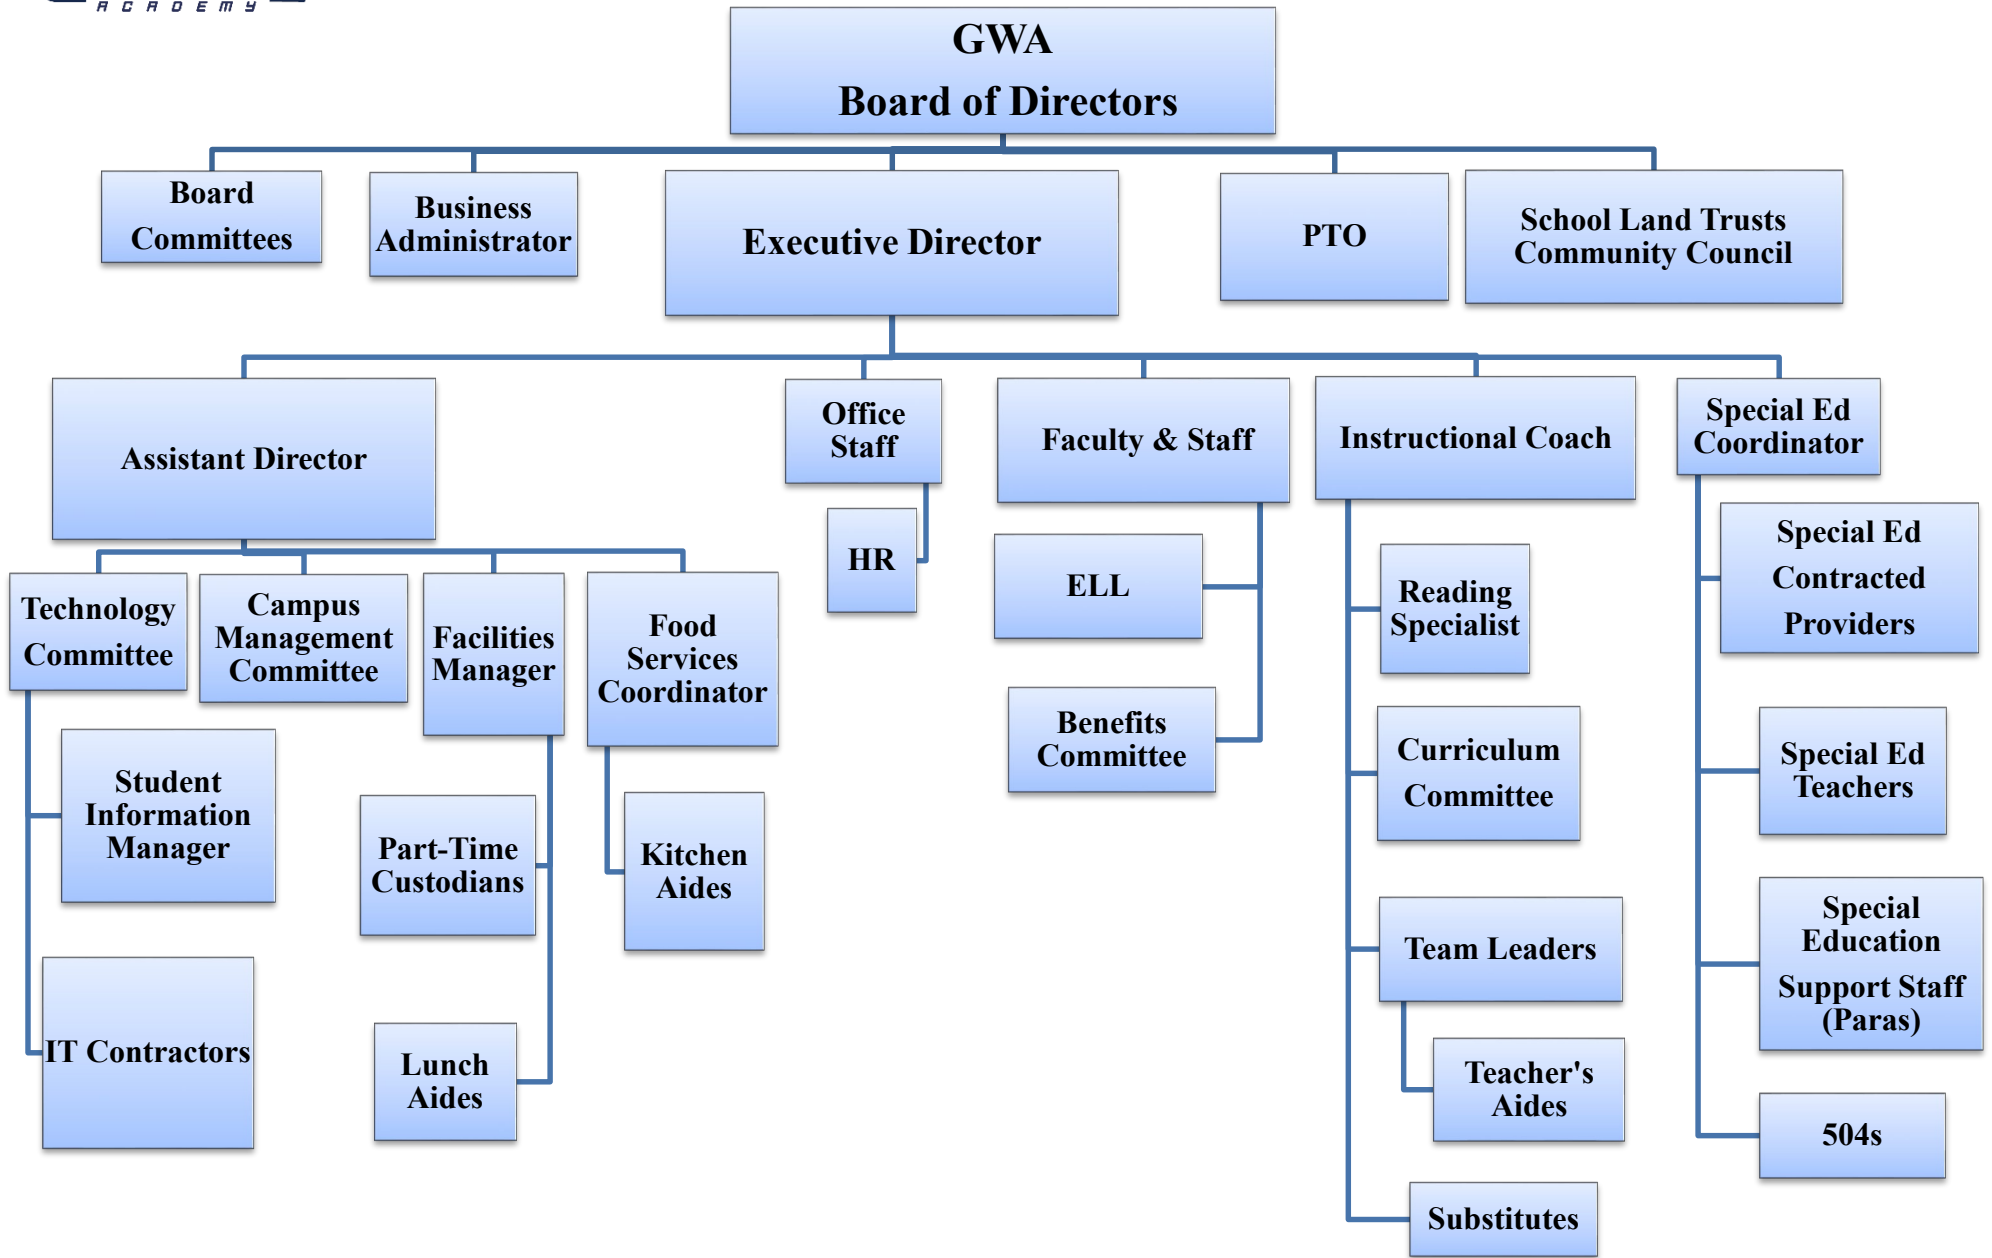 ACADEMY
GWA
Board of Directors
Board
Committees
Business
Administrator
Executive Director
PTO
School Land Trusts
Community Council
Assistant Director
Office
Staff
Faculty & Staff
Instructional Coach
Special Ed
Coordinator
HR
Technology
Committee
Campus
Management
Committee
Facilities
Manager
Food
Services
Coordinator
ELL
Benefits
Committee
Reading
Specialist
Special Ed
Contracted
Providers
Student
Information
Manager
Part-Time
Custodians
Kitchen
Aides
Curriculum
Committee
Special Ed
Teachers
IT Contractors
Lunch
Aides
Team Leaders
Teacher's
Aides
Substitutes
Special
Education
Support Staff
(Paras)
504s